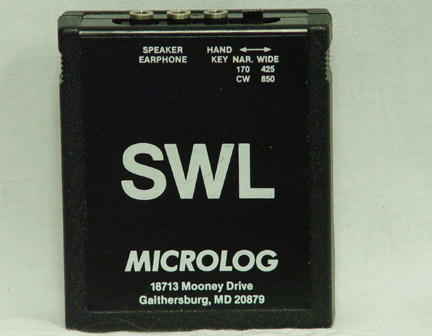 SPEAKER HAND ⟷
EARPHONE KEY NAR. WIDE
170 425
CW 850
SWL
MICROLOG
18713 Mooney Drive
Gaithersburg, MD 20879